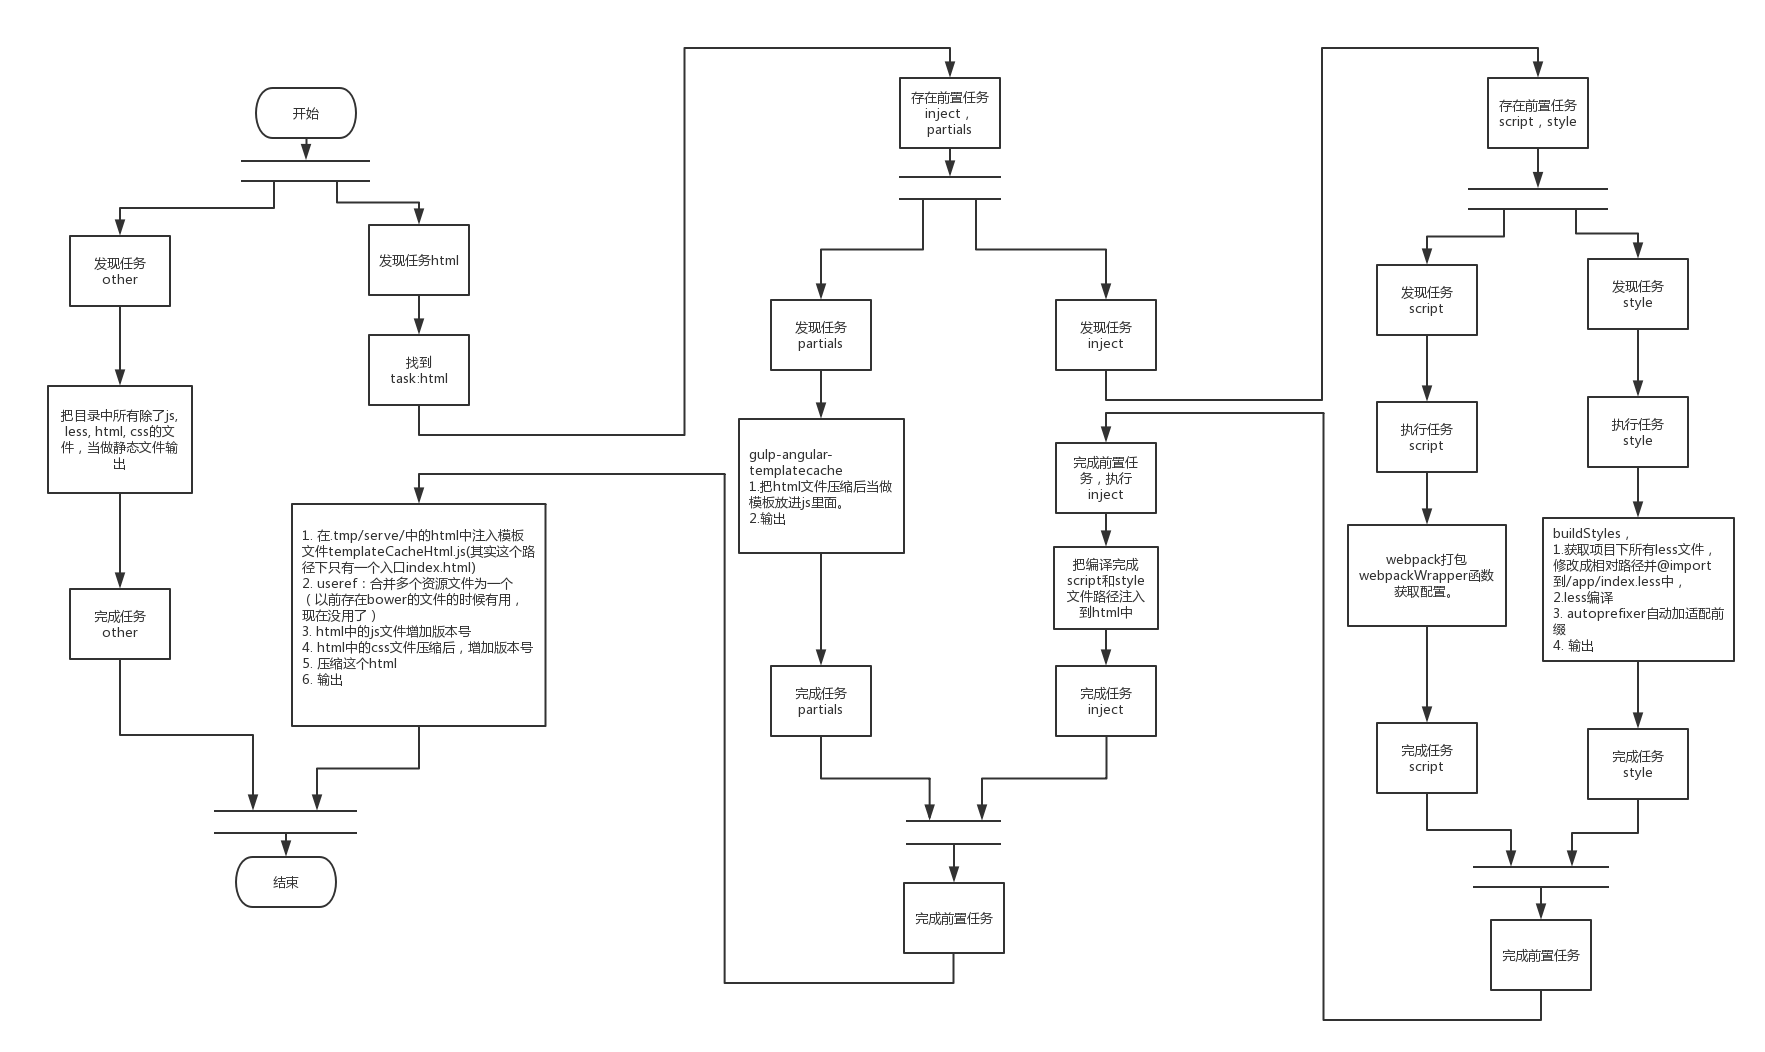 开始
发现任务
other
把目录中所有除了js,
less, html, css的文
件，当做静态文件输
出
完成任务
other
发现任务html
找到
task:html
1. 在.tmp/serve/中的html中注入模板
文件templateCacheHtml.js(其实这个路
径下只有一个入口index.html)
2. useref：合并多个资源文件为一个
（以前存在bower的文件的时候有用，
现在没用了）
3. html中的js文件增加版本号
4. html中的css文件压缩后，增加版本号
5. 压缩这个html
6. 输出
结束
存在前置任务
inject，
partials
发现任务
partials
gulp-angular-
templatecache
1.把html文件压缩后当做
模板放进js里面。
2.输出
完成任务
partials
发现任务
inject
完成前置任
务，执行
inject
把编译完成
script和style
文件路径注入
到html中
完成任务
inject
完成前置任务
存在前置任务
script，style
发现任务
script
执行任务
script
webpack打包
webpackWrapper函数
获取配置。
完成任务
script
发现任务
style
执行任务
style
buildStyles，
1.获取项目下所有less文件，
修改成相对路径并@import
到/app/index.less中，
2.less编译
3. autoprefixer自动加适配前
缀
4. 输出
完成任务
style
完成前置任务